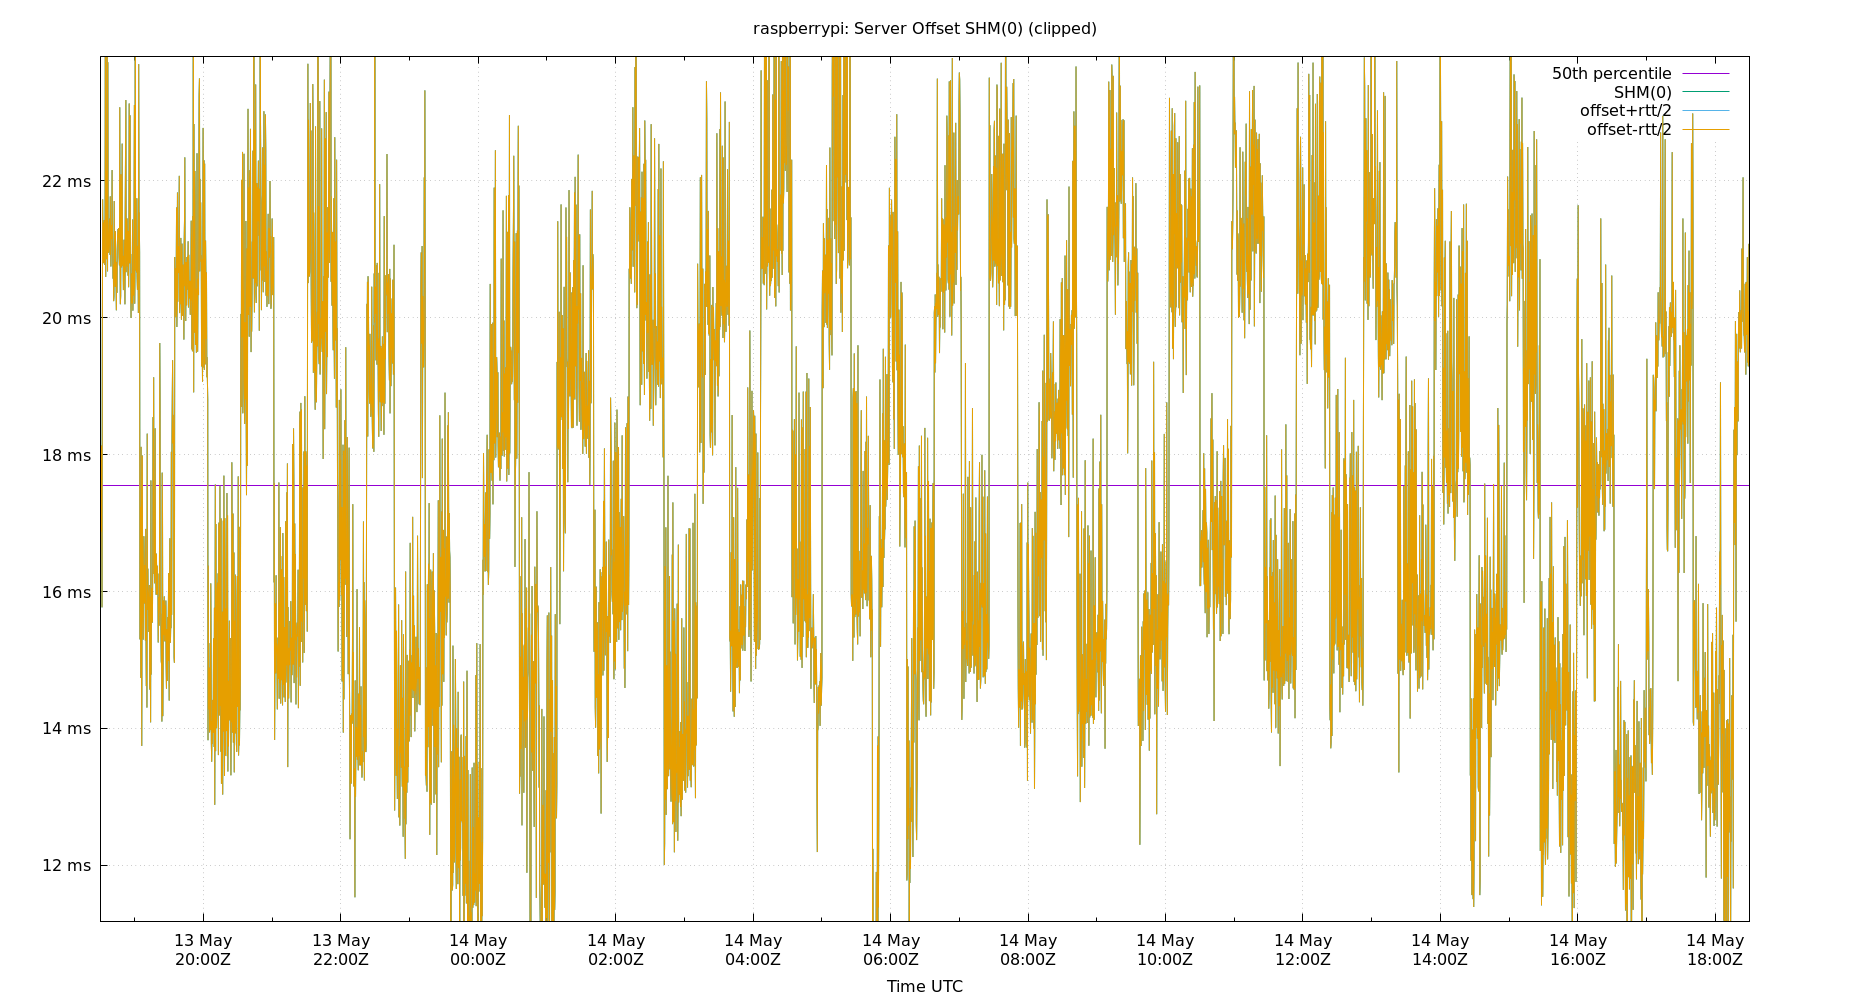 raspberrypi: Server Offset SHM(0) (clipped)
50th percentile
SHM(0)
offset+rtt/2
offset-rtt/2
22 ms
20 ms
18 ms
16 ms
14 ms
12 ms
13 May 13 May 14 May 14 May 14 May 14 May 14 May 14 May 14 May 14 May 14 May 14 May
20:00Z 22:00Z 00:00Z 02:00Z 04:00Z 06:00Z 08:00Z 10:00Z 12:00Z 14:00Z 16:00Z 18:00Z
Time UTC